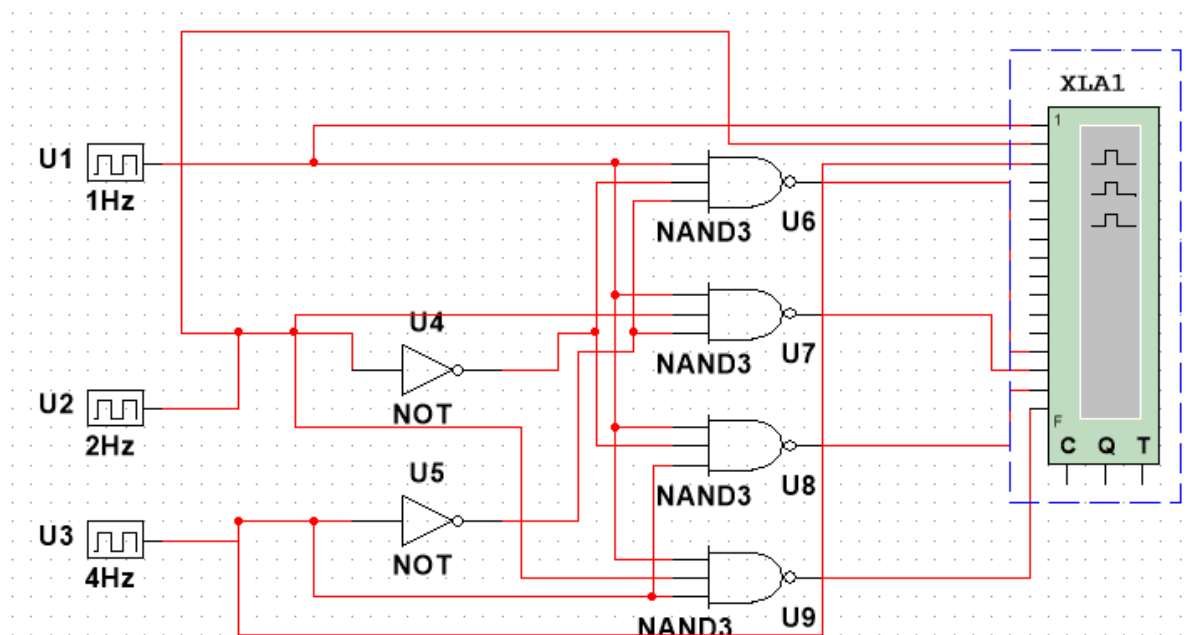 XLA1
1
U1
1Hz
U6
NAND3
U4
U7
NAND3
U2
NOT
2Hz
F
C Q T
U5
U8
NAND3
U3
NOT
4Hz
U9
NAND3